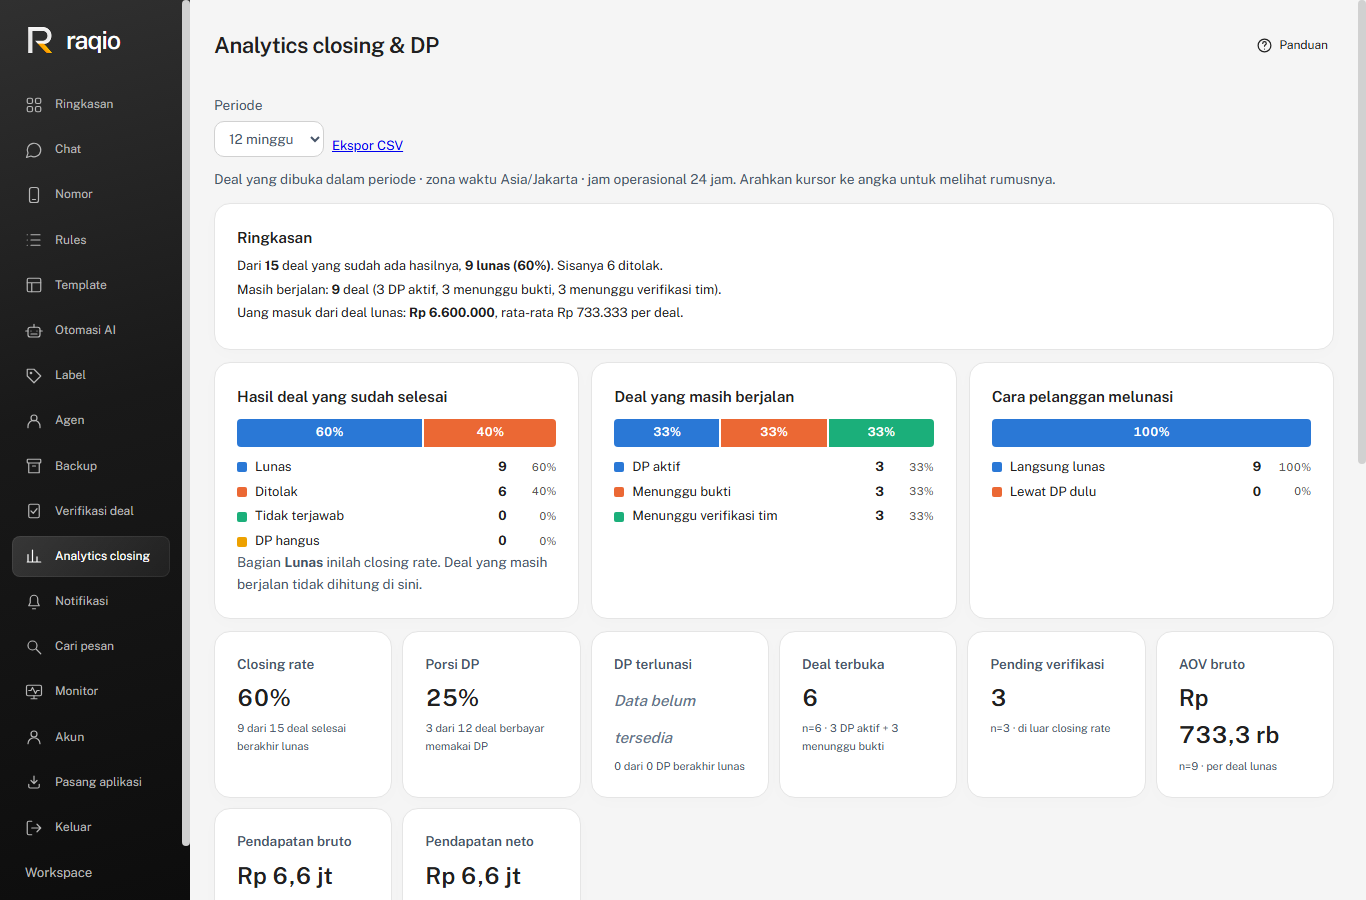 raqio
Ringkasan
Chat
Nomor
Rules
Template
Otomasi AI
Label
Agen
Backup
Verifikasi deal
Analytics closing
Notifikasi
Cari pesan
Monitor
Akun
Pasang aplikasi
Keluar
Workspace
Analytics closing & DP
Panduan
Periode
12 minggu
Ekspor CSV
Deal yang dibuka dalam periode · zona waktu Asia/Jakarta · jam operasional 24 jam. Arahkan kursor ke angka untuk melihat rumusnya.
Ringkasan
Dari 15 deal yang sudah ada hasilnya, 9 lunas (60%). Sisanya 6 ditolak.
Masih berjalan: 9 deal (3 DP aktif, 3 menunggu bukti, 3 menunggu verifikasi tim).
Uang masuk dari deal lunas: Rp 6.600.000, rata-rata Rp 733.333 per deal.
Hasil deal yang sudah selesai
60% 40%
Lunas 9 60%
Ditolak 6 40%
Tidak terjawab 0 0%
DP hangus 0 0%
Bagian Lunas inilah closing rate. Deal yang masih
berjalan tidak dihitung di sini.
Deal yang masih berjalan
33% 33% 33%
DP aktif 3 33%
Menunggu bukti 3 33%
Menunggu verifikasi tim 3 33%
Cara pelanggan melunasi
100%
Langsung lunas 9 100%
Lewat DP dulu 0 0%
Closing rate
60%
9 dari 15 deal selesai
berakhir lunas
Porsi DP
25%
3 dari 12 deal berbayar
memakai DP
DP terlunasi
Data belum
tersedia
0 dari 0 DP berakhir lunas
Deal terbuka
6
n=6 · 3 DP aktif + 3
menunggu bukti
Pending verifikasi
3
n=3 · di luar closing rate
AOV bruto
Rp
733,3 rb
n=9 · per deal lunas
Pendapatan bruto
Rp 6,6 jt
Pendapatan neto
Rp 6,6 jt